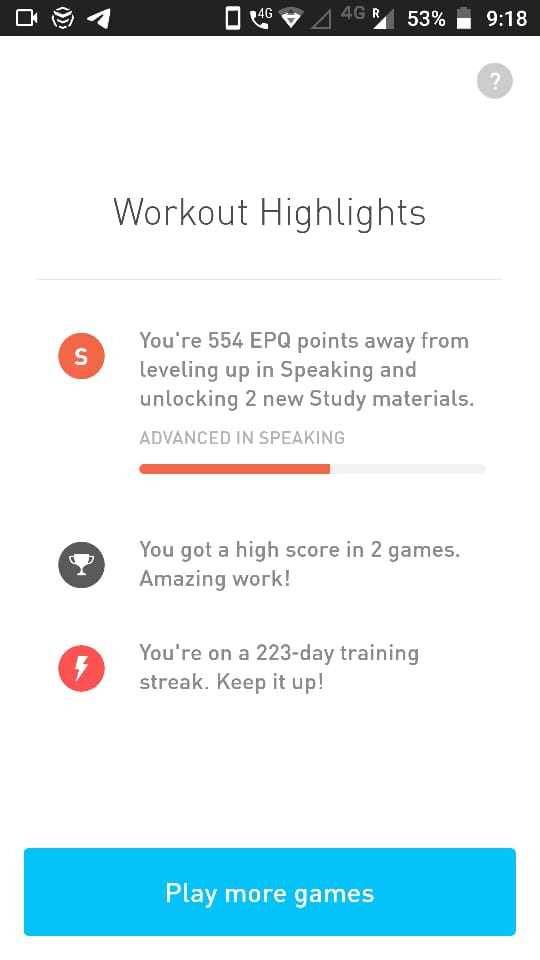 4G 4G R 53% 9:18
?
Workout Highlights
S
You're 554 EPQ points away from
leveling up in Speaking and
unlocking 2 new Study materials.
ADVANCED IN SPEAKING
You got a high score in 2 games.
Amazing work!
You're on a 223-day training
streak. Keep it up!
Play more games